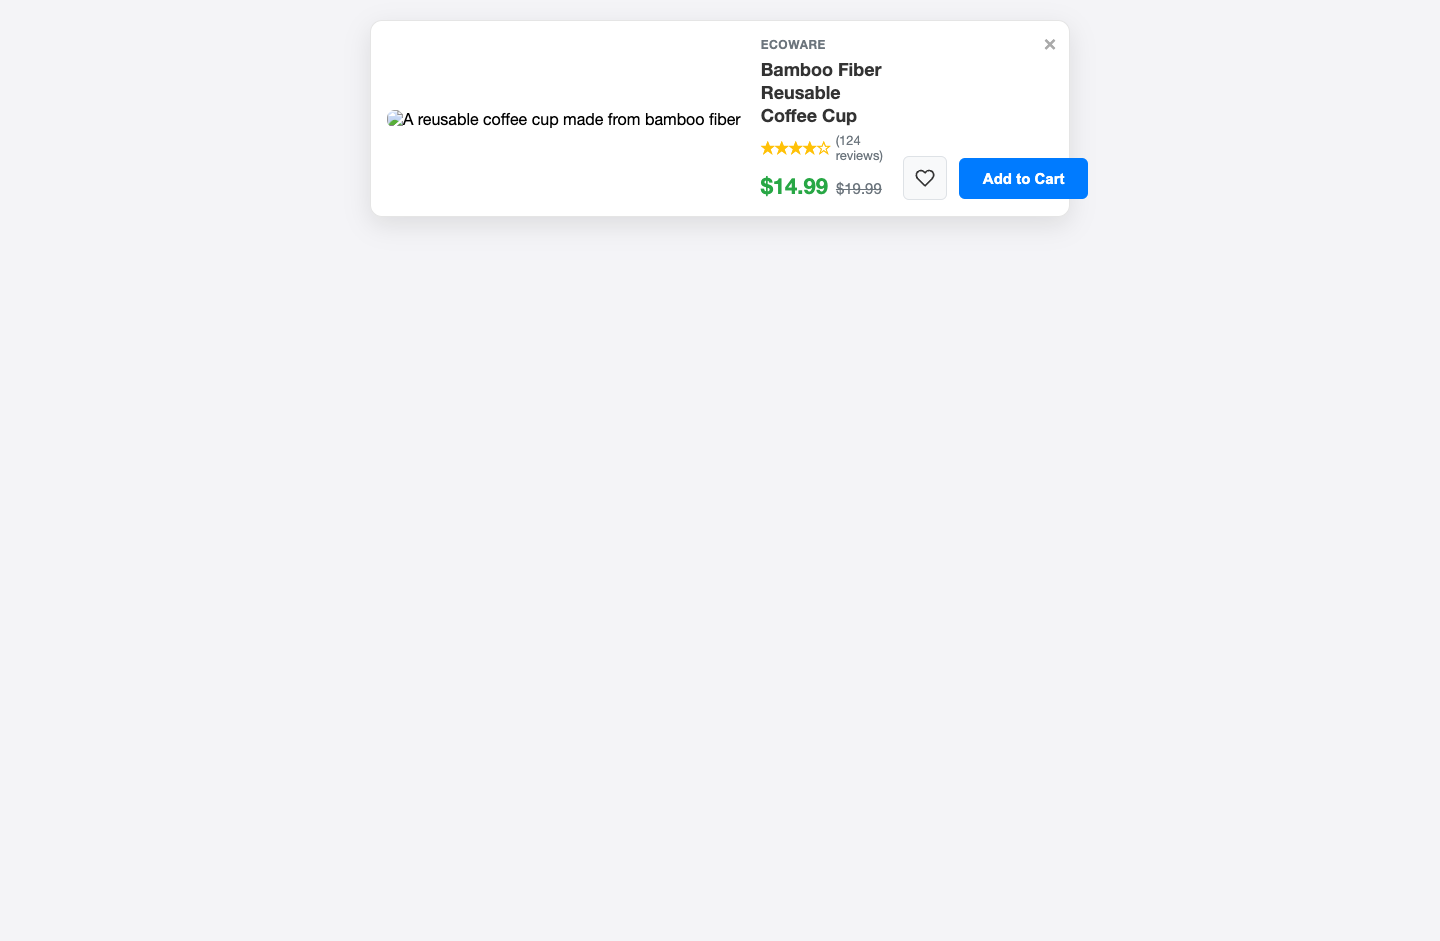 ECOWARE
×
Bamboo Fiber
Reusable
Coffee Cup
A reusable coffee cup made from bamboo fiber
★★★★☆ (124
reviews)
$14.99 $19.99
Add to Cart